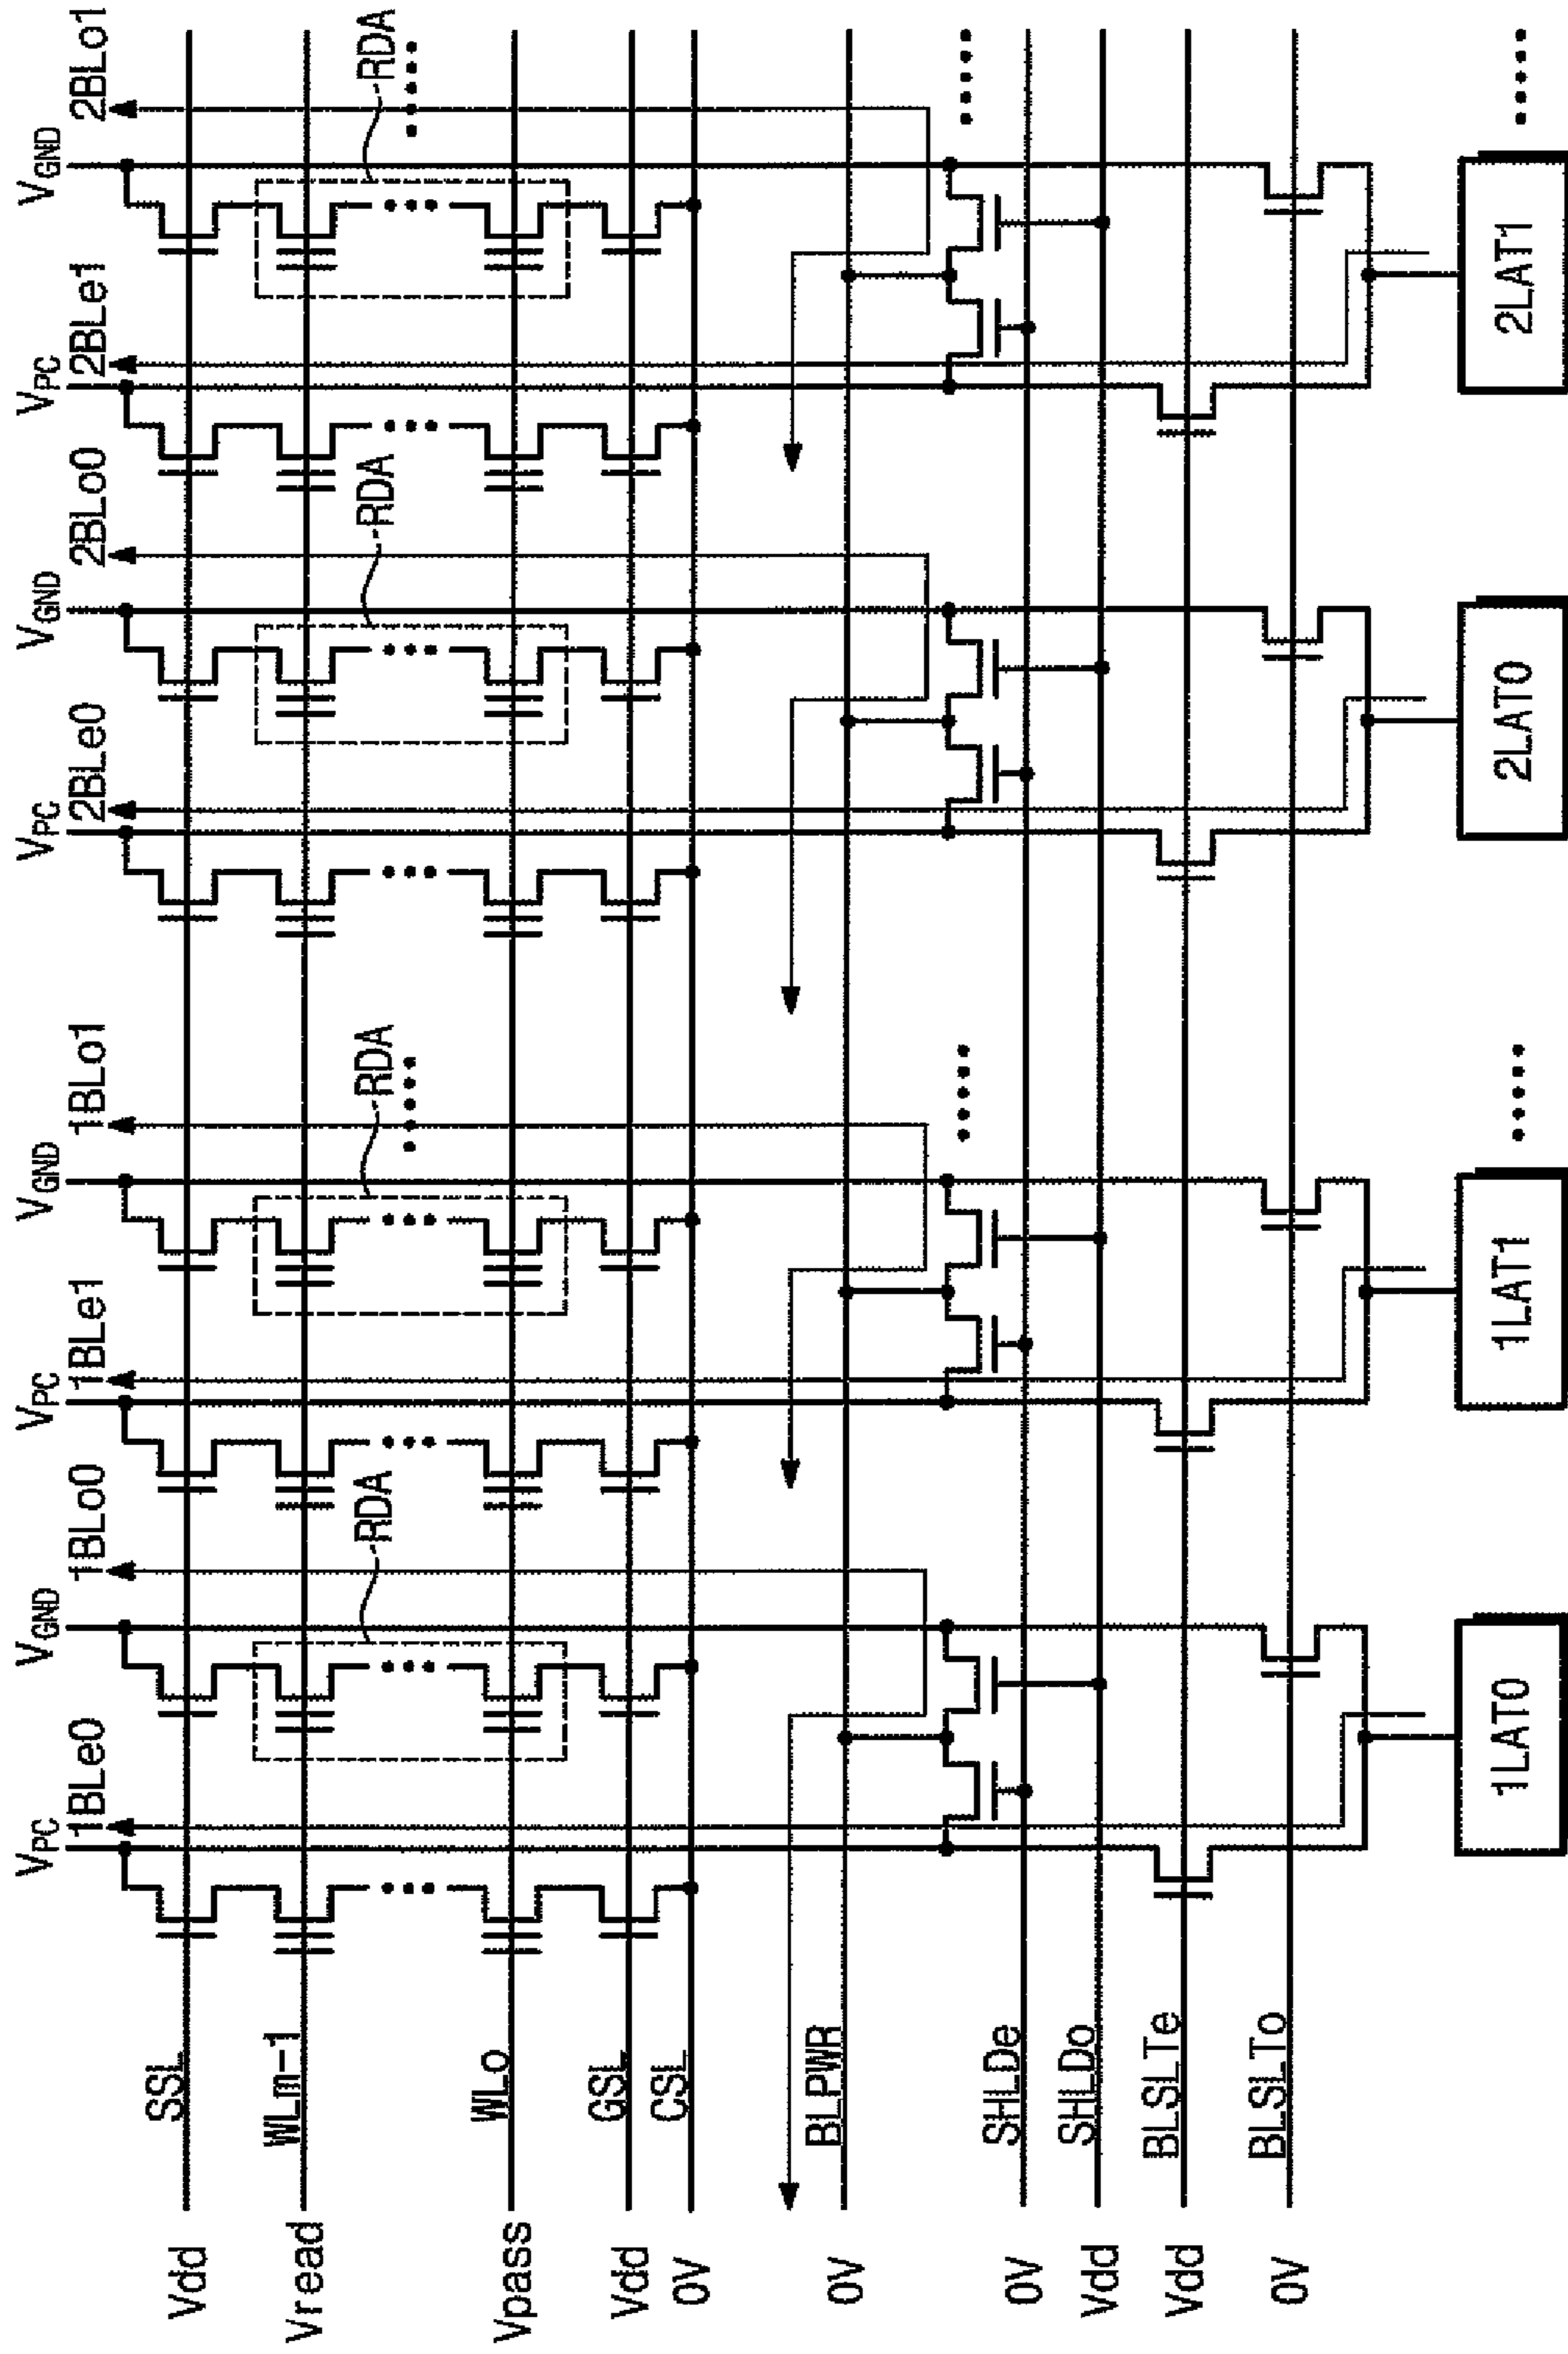 Vdd SSL
Vread WLm-1
Vpass WLo
Vdd GSL
0V CSL
0V BLPWR
0V SHLDe
Vdd SHLDo
Vdd BLSLTe
0V BLSLTo
VPC VGND VPC VGND VPC VGND VPC VGND
1BLe0 1BLo0 1BLe1 1BLo1 2BLe0 2BLo0 2BLe1 2BLo1
RDA RDA RDA RDA
1LAT0 1LAT1 2LAT0 2LAT1